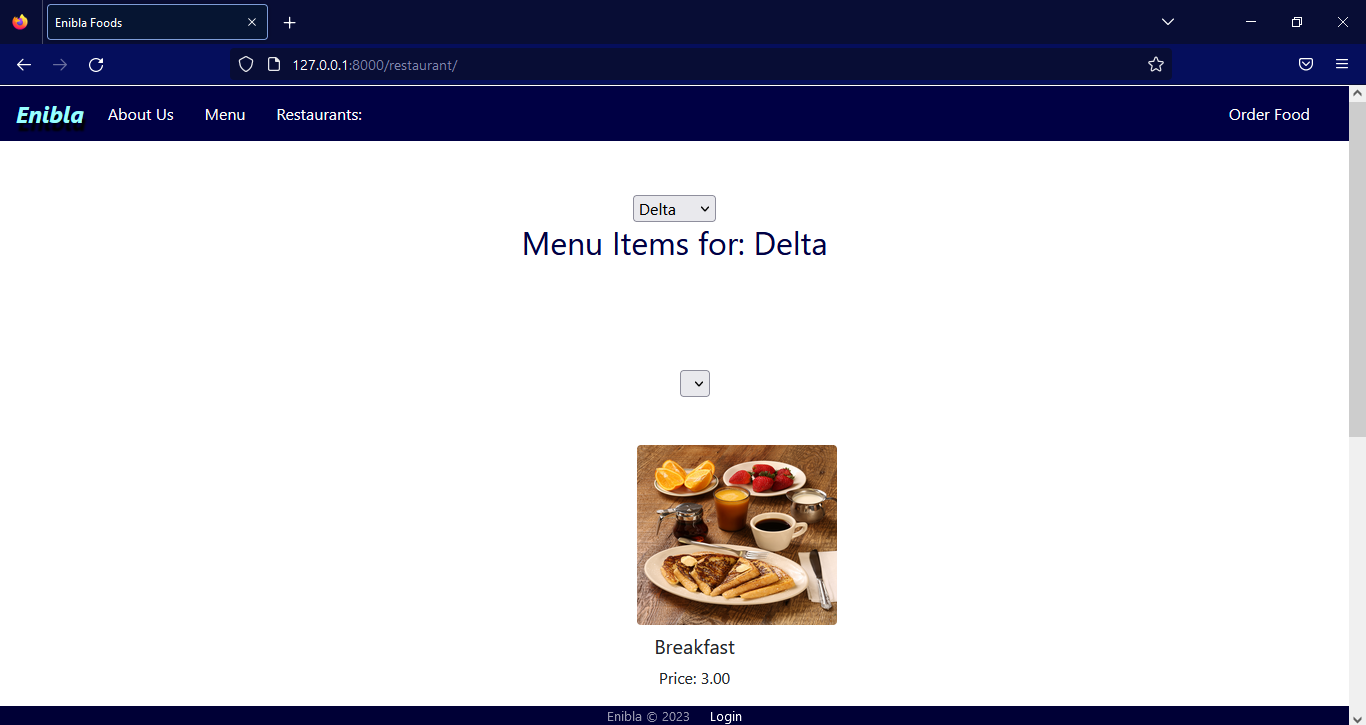 Enibla Foods
127.0.0.1:8000/restaurant/
Enibla About Us Menu Restaurants: Order Food
Delta
Menu Items for: Delta
Breakfast
Price: 3.00
Enibla © 2023 Login